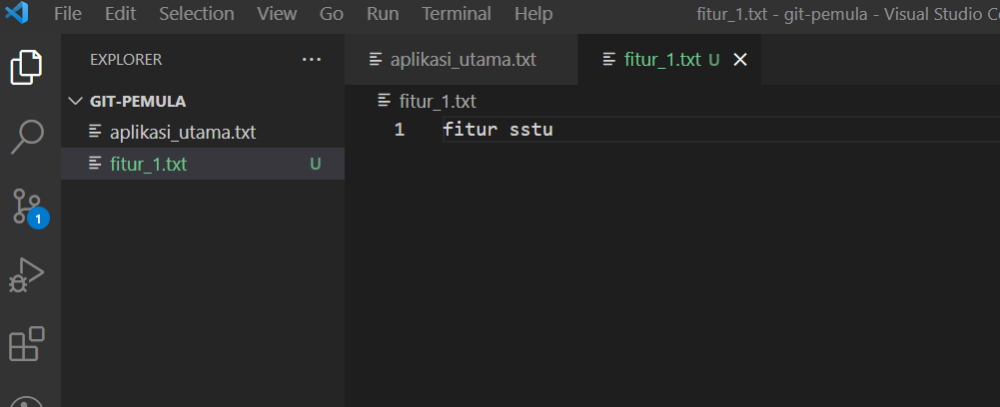 File Edit Selection View Go Run Terminal Help fitur_1.txt - git-pemula - Visual Studio
EXPLORER ... aplikasi_utama.txt fitur_1.txt U
GIT-PEMULA fitur_1.txt
aplikasi_utama.txt 1 fitur sstu
fitur_1.txt U
1